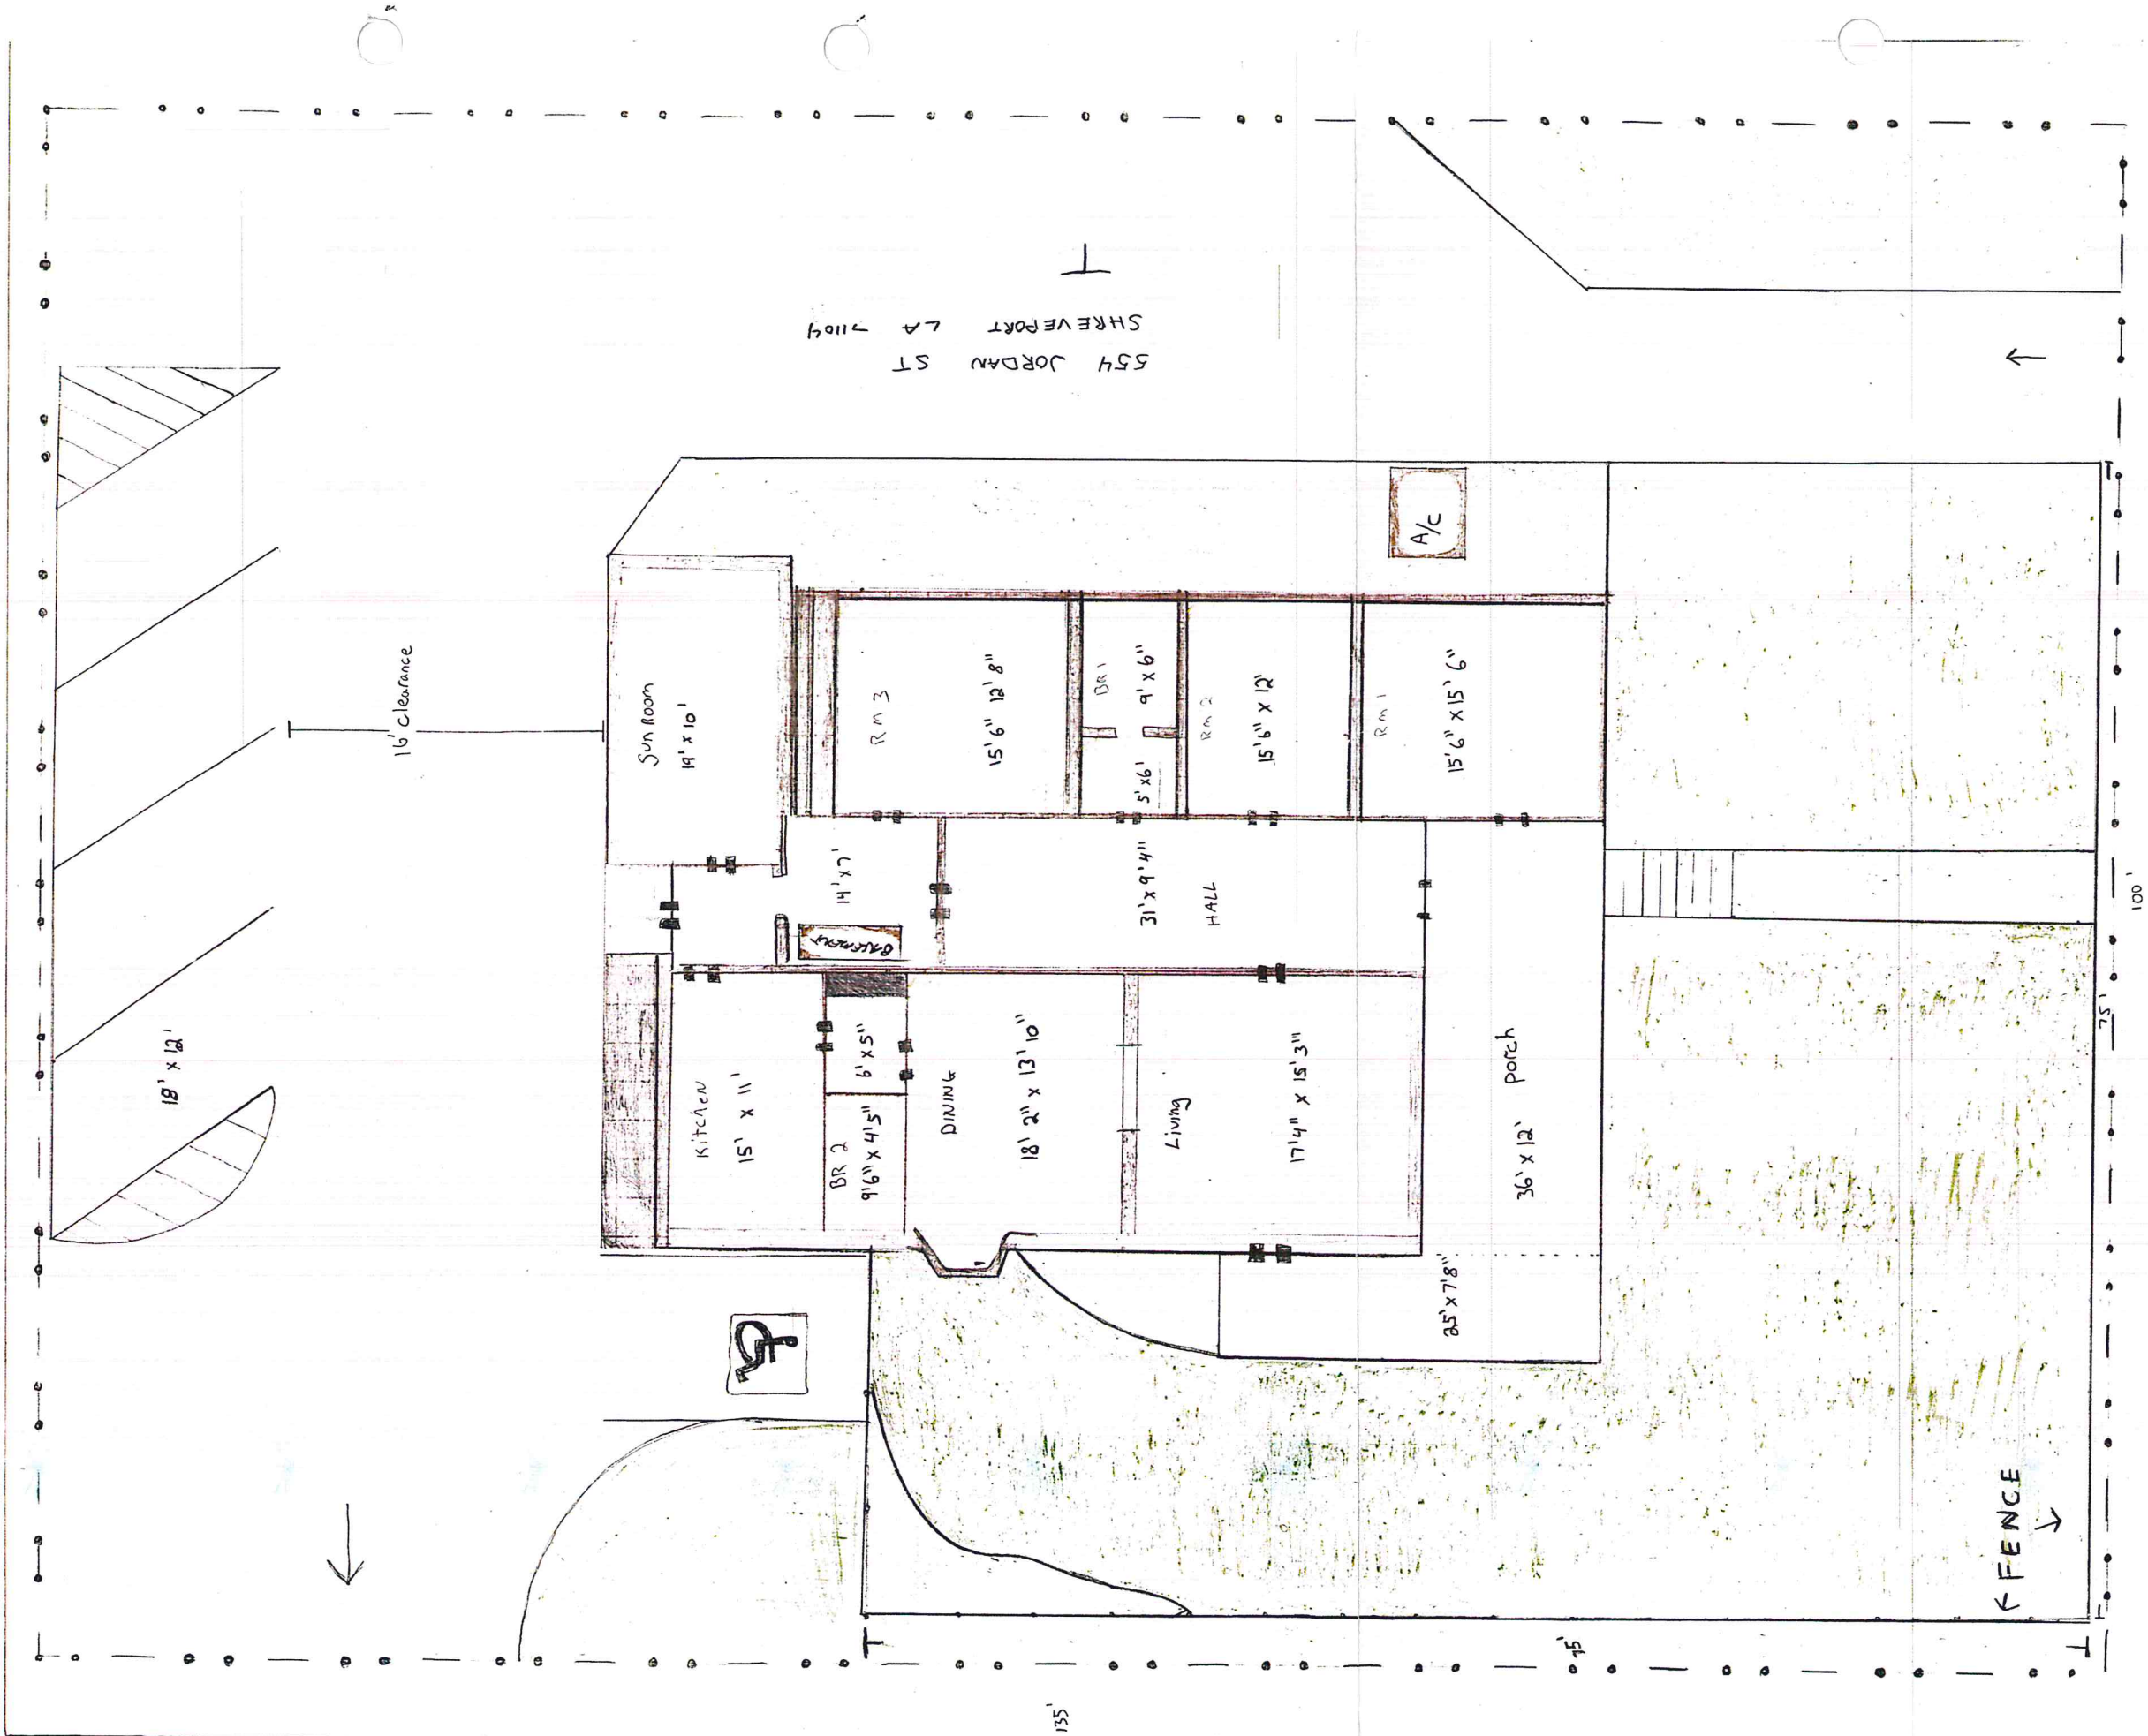 18' x 12'
16' clearance
554 JORDAN ST
SHREVEPORT LA 71104
Sun Room
19' x 10'
Kitchen
15' x 11'
BR 2
9'6" x 4'5"
6' x 5'
14' x 7'
BASEMENT
Rm 3
15'6" 12'8"
BR 1
9' x 6"
5' x 6'
Rm 2
15'6" x 12'
Rm 1
15'6" x 15' 6"
A/C
DINING
18' 2" x 13' 10"
31' x 9'4"
HALL
Living
17'4" x 15'3"
Porch
36' x 12'
25' x 7'8"
FENCE
75'
75'
100'
135'